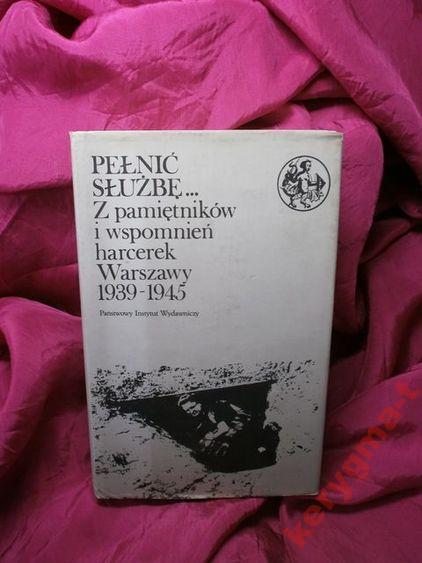 PEŁNIĆ
SŁUŻBĘ...
Z pamiętników
i wspomnień
harcerek
Warszawy
1939-1945
Państwowy Instytut Wydawniczy
kerygma-t